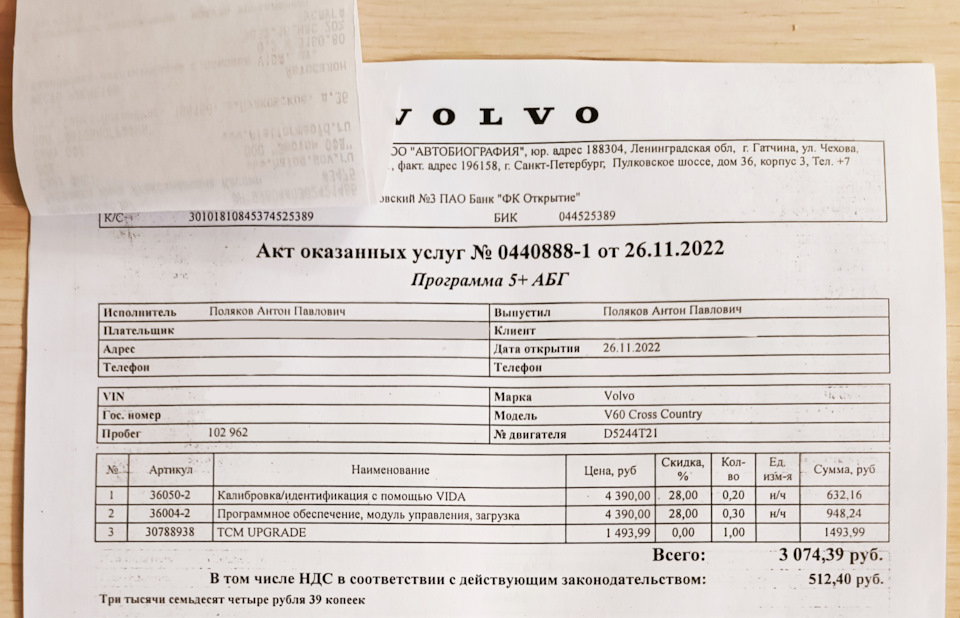 VOLVO
ОО "АВТОБИОГРАФИЯ", юр. адрес 188304, Ленинградская обл, г. Гатчина, ул. Чехова,
, факт. адрес 196158, г. Санкт-Петербург, Пулковское шоссе, дом 36, корпус 3, Тел. +7
овский №3 ПАО Банк "ФК Открытие"
К/С 30101810845374525389 БИК 044525389
Акт оказанных услуг № 0440888-1 от 26.11.2022
Программа 5+ АБГ
Исполнитель Поляков Антон Павлович Выпустил Поляков Антон Павлович
Плательщик Клиент
Адрес Дата открытия 26.11.2022
Телефон Телефон
VIN Марка Volvo
Гос. номер Модель V60 Cross Country
Пробег 102 962 № двигателя D5244T21
№ Артикул Наименование Цена, руб Скидка, % Кол-во Ед. изм-я Сумма, руб
1 36050-2 Калибровка/идентификация с помощью VIDA 4 390,00 28,00 0,20 н/ч 632,16
2 36004-2 Программное обеспечение, модуль управления, загрузка 4 390,00 28,00 0,30 н/ч 948,24
3 30788938 TCM UPGRADE 1 493,99 0,00 1,00 1493,99
Всего: 3 074,39 руб.
В том числе НДС в соответствии с действующим законодательством: 512,40 руб.
Три тысячи семьдесят четыре рубля 39 копеек